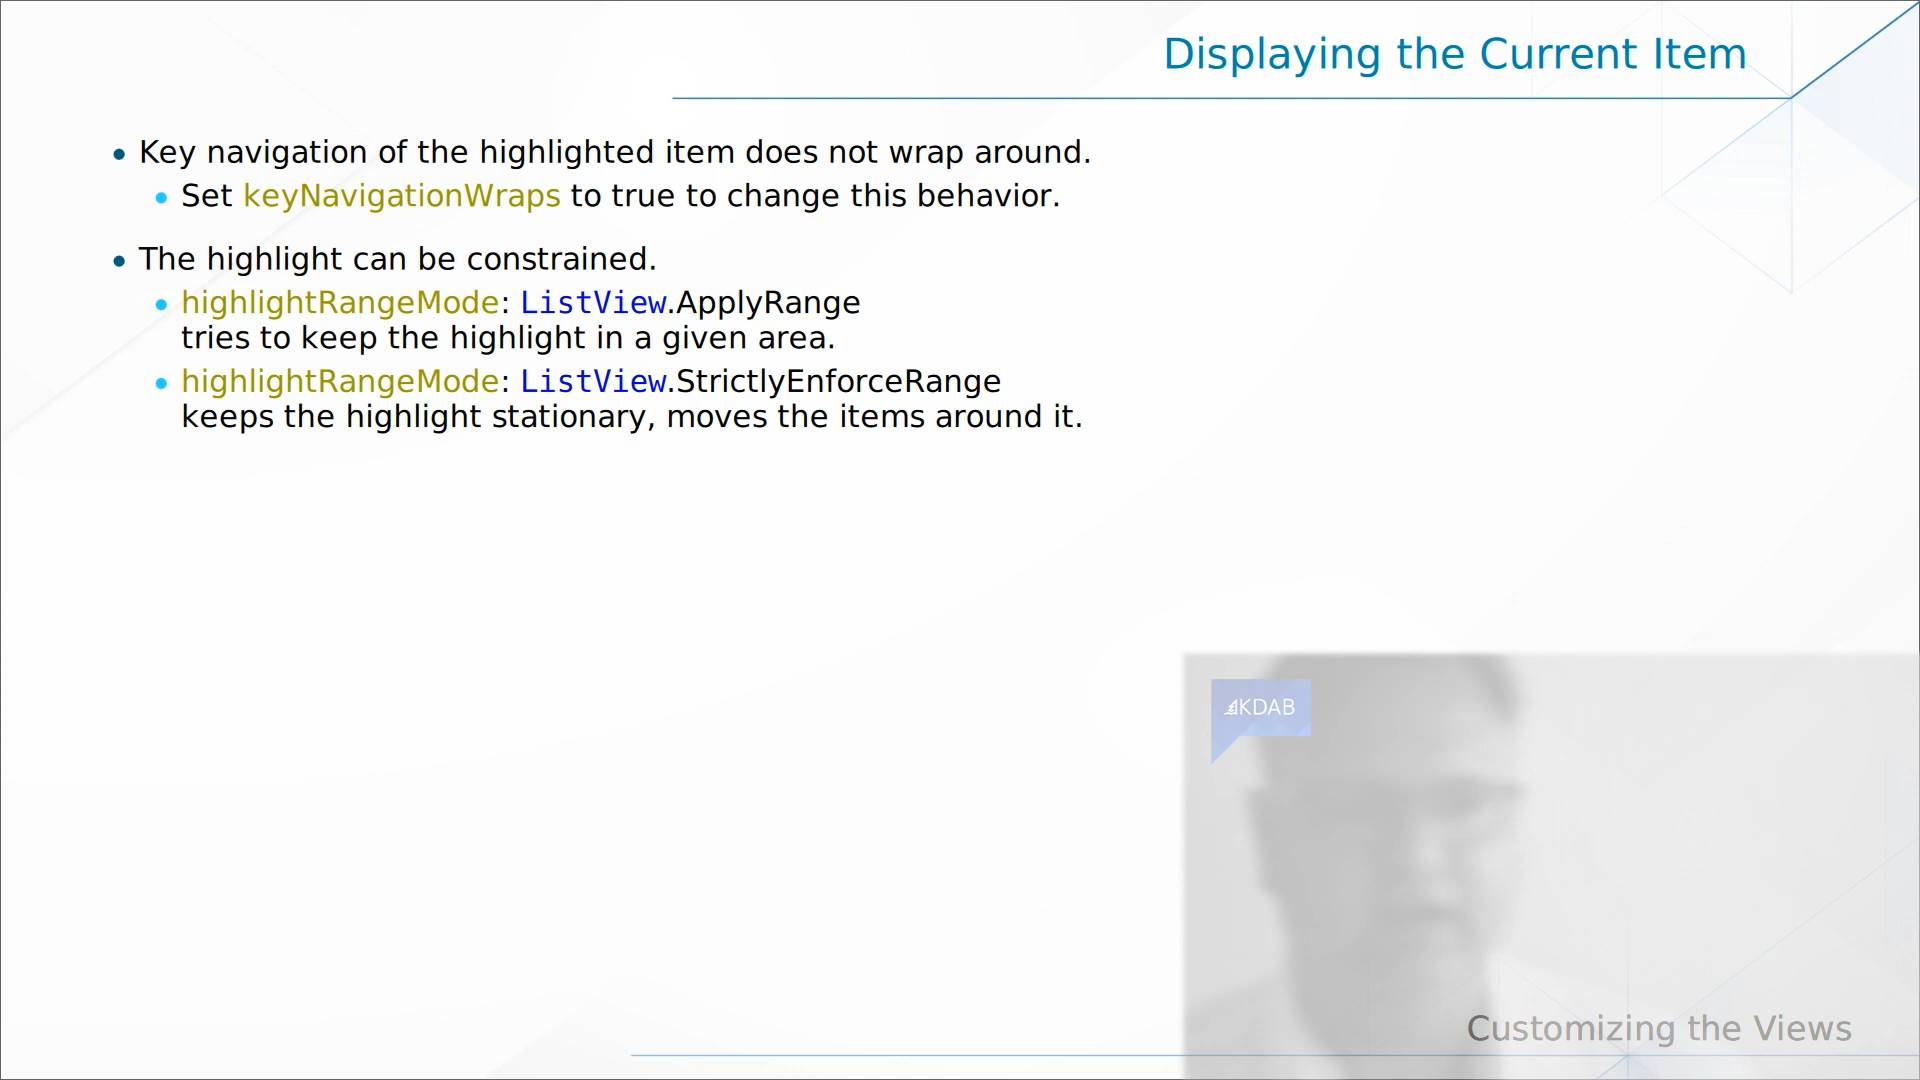 Displaying the Current Item
Key navigation of the highlighted item does not wrap around.
Set keyNavigationWraps to true to change this behavior.
The highlight can be constrained.
highlightRangeMode: ListView.ApplyRange
tries to keep the highlight in a given area.
highlightRangeMode: ListView.StrictlyEnforceRange
keeps the highlight stationary, moves the items around it.
KDAB
Customizing the Views